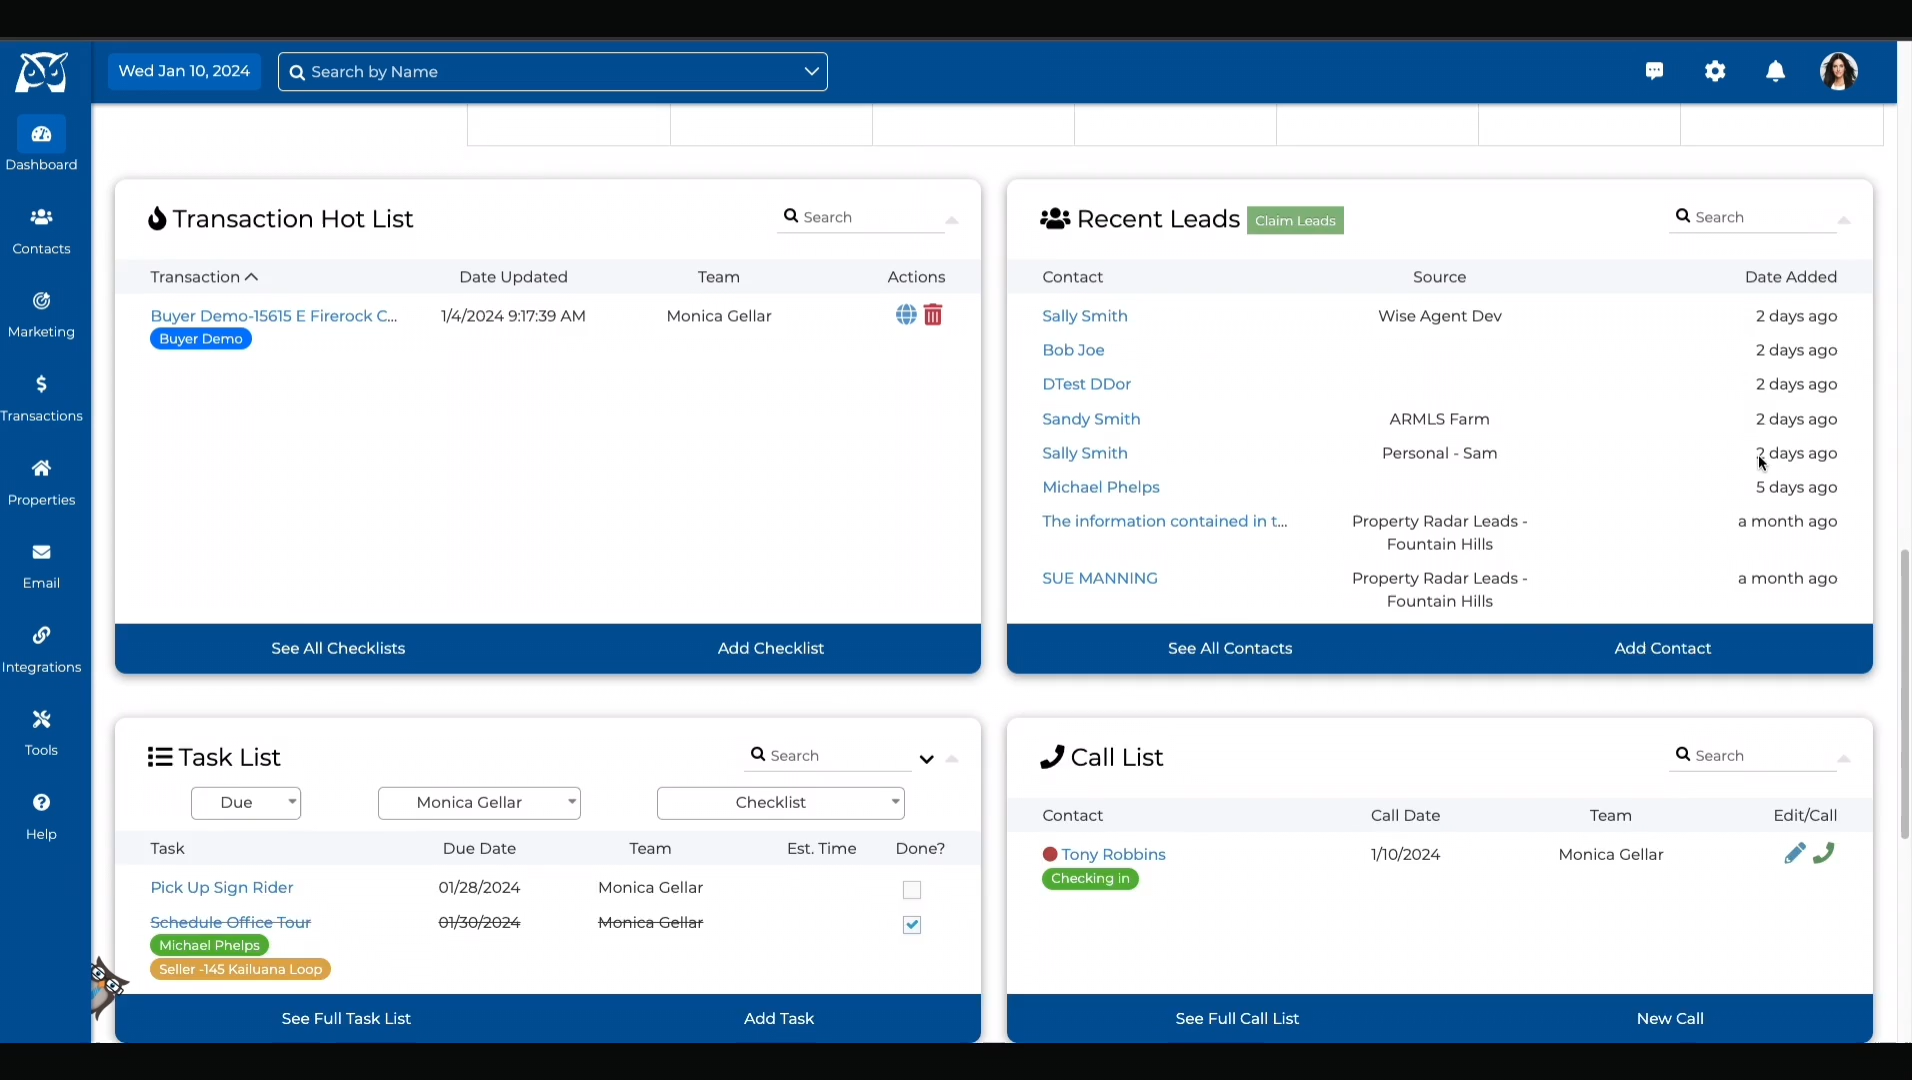 Wed Jan 10, 2024
Search by Name
Dashboard
Contacts
Marketing
Transactions
Properties
Email
Integrations
Tools
Help
Transaction Hot List
Search
Transaction
Date Updated
Team
Actions
Buyer Demo-15615 E Firerock C...
1/4/2024 9:17:39 AM
Monica Gellar
Buyer Demo
See All Checklists
Add Checklist
Recent Leads
Claim Leads
Search
Contact
Source
Date Added
Sally Smith
Wise Agent Dev
2 days ago
Bob Joe
2 days ago
DTest DDor
2 days ago
Sandy Smith
ARMLS Farm
2 days ago
Sally Smith
Personal - Sam
2 days ago
Michael Phelps
5 days ago
The information contained in t...
Property Radar Leads -
Fountain Hills
a month ago
SUE MANNING
Property Radar Leads -
Fountain Hills
a month ago
See All Contacts
Add Contact
Task List
Search
Due
Monica Gellar
Checklist
Task
Due Date
Team
Est. Time
Done?
Pick Up Sign Rider
01/28/2024
Monica Gellar
Schedule Office Tour
01/30/2024
Monica Gellar
Michael Phelps
Seller -145 Kailuana Loop
See Full Task List
Add Task
Call List
Search
Contact
Call Date
Team
Edit/Call
Tony Robbins
1/10/2024
Monica Gellar
Checking in
See Full Call List
New Call